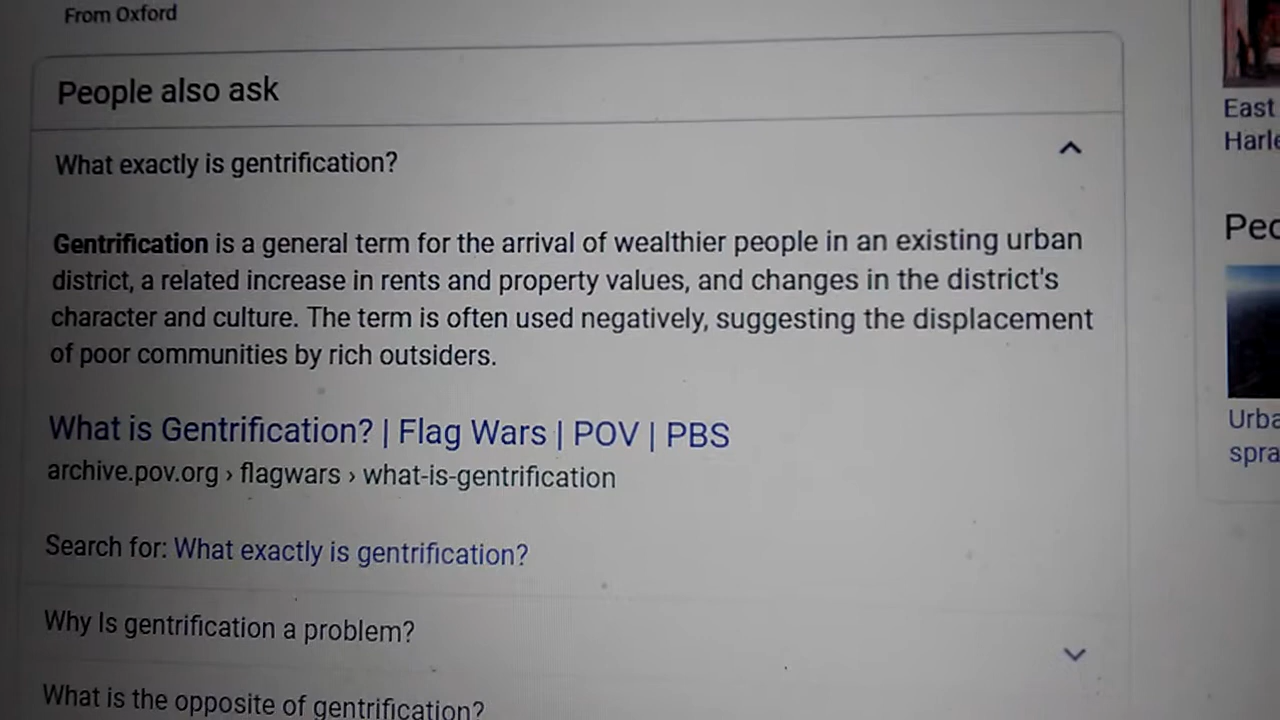 From Oxford
People also ask
What exactly is gentrification?
Gentrification is a general term for the arrival of wealthier people in an existing urban
district, a related increase in rents and property values, and changes in the district's
character and culture. The term is often used negatively, suggesting the displacement
of poor communities by rich outsiders.
What is Gentrification? | Flag Wars | POV | PBS
archive.pov.org › flagwars › what-is-gentrification
Search for: What exactly is gentrification?
Why Is gentrification a problem?
What is the opposite of gentrification?
East
Harle
Peo
Urba
spra